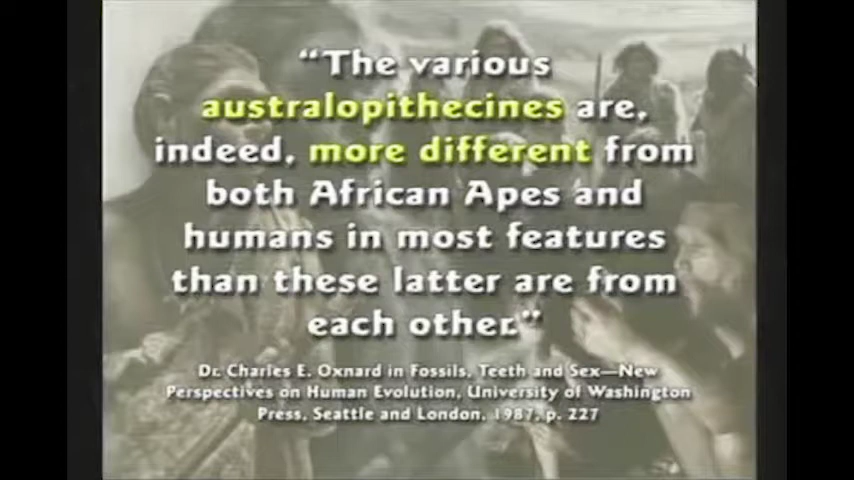 “The various
australopithecines are,
indeed, more different from
both African Apes and
humans in most features
than these latter are from
each other.”
Dr. Charles E. Oxnard in Fossils, Teeth and Sex—New
Perspectives on Human Evolution, University of Washington
Press, Seattle and London, 1987, p. 227